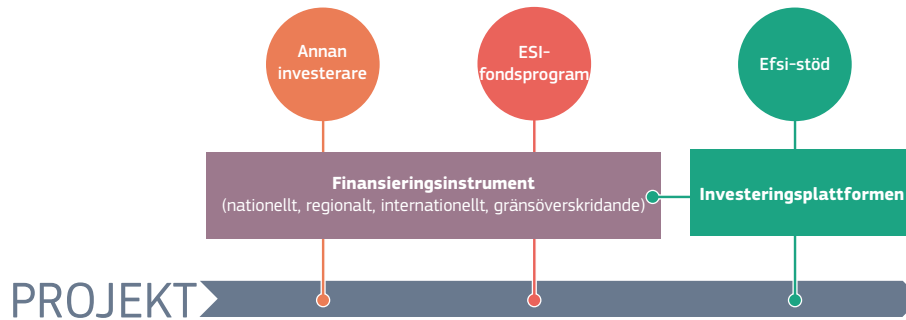 Annan
investerare
ESI-
fondsprogram
Efsi-stöd
Finansieringsinstrument
(nationellt, regionalt, internationellt, gränsöverskridande)
Investeringsplattformen
PROJEKT